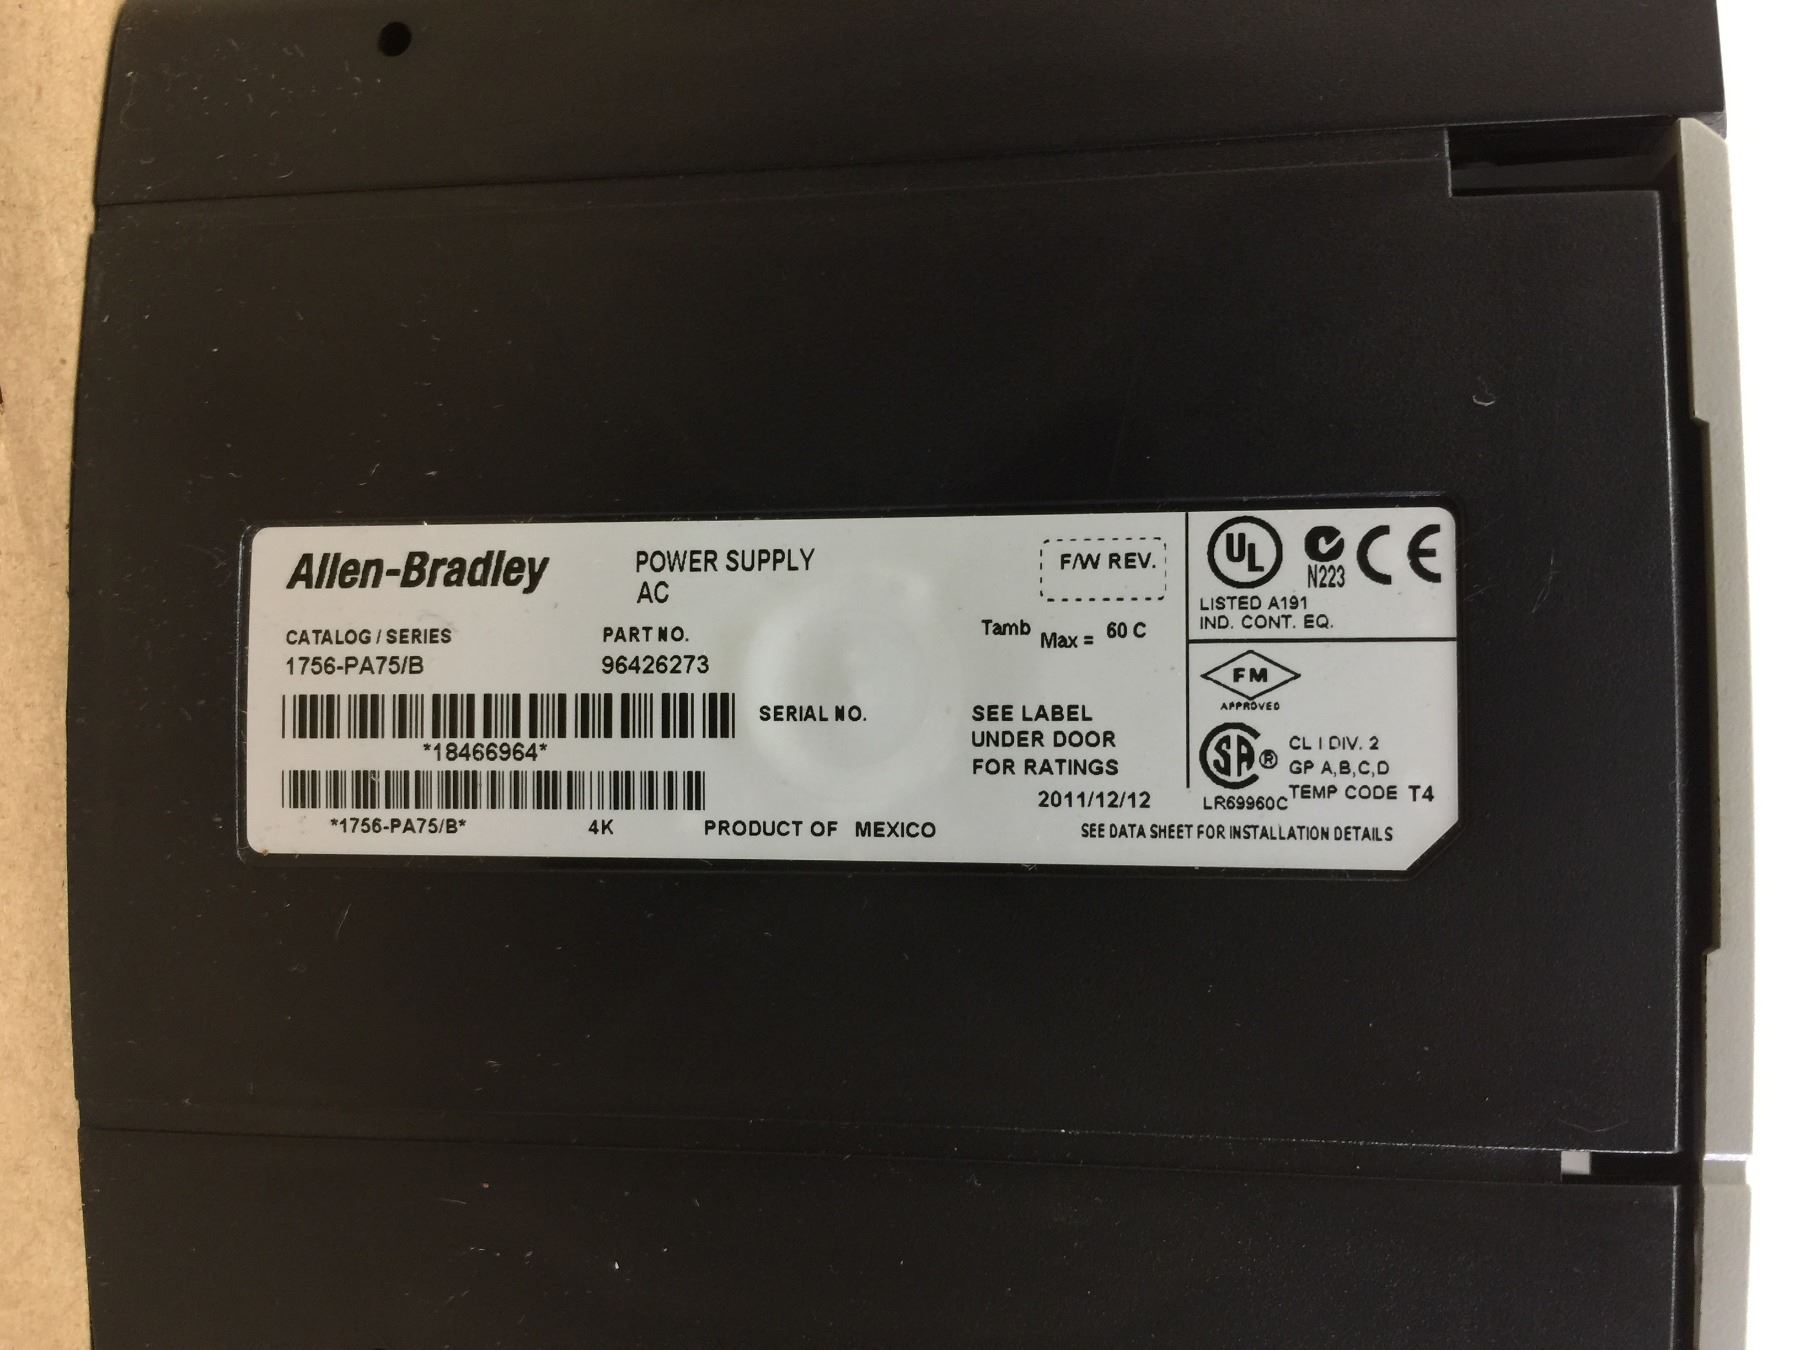 Allen-Bradley
POWER SUPPLY
AC
F/W REV.
CATALOG / SERIES
1756-PA75/B
PART NO.
96426273
Tamb Max = 60 C
*18466964*
SERIAL NO.
SEE LABEL
UNDER DOOR
FOR RATINGS
2011/12/12
*1756-PA75/B*
4K
PRODUCT OF MEXICO
UL
N223
CE
LISTED A191
IND. CONT. EQ.
FM
APPROVED
SA ®
CL I DIV. 2
GP A,B,C,D
TEMP CODE T4
LR69960C
SEE DATA SHEET FOR INSTALLATION DETAILS